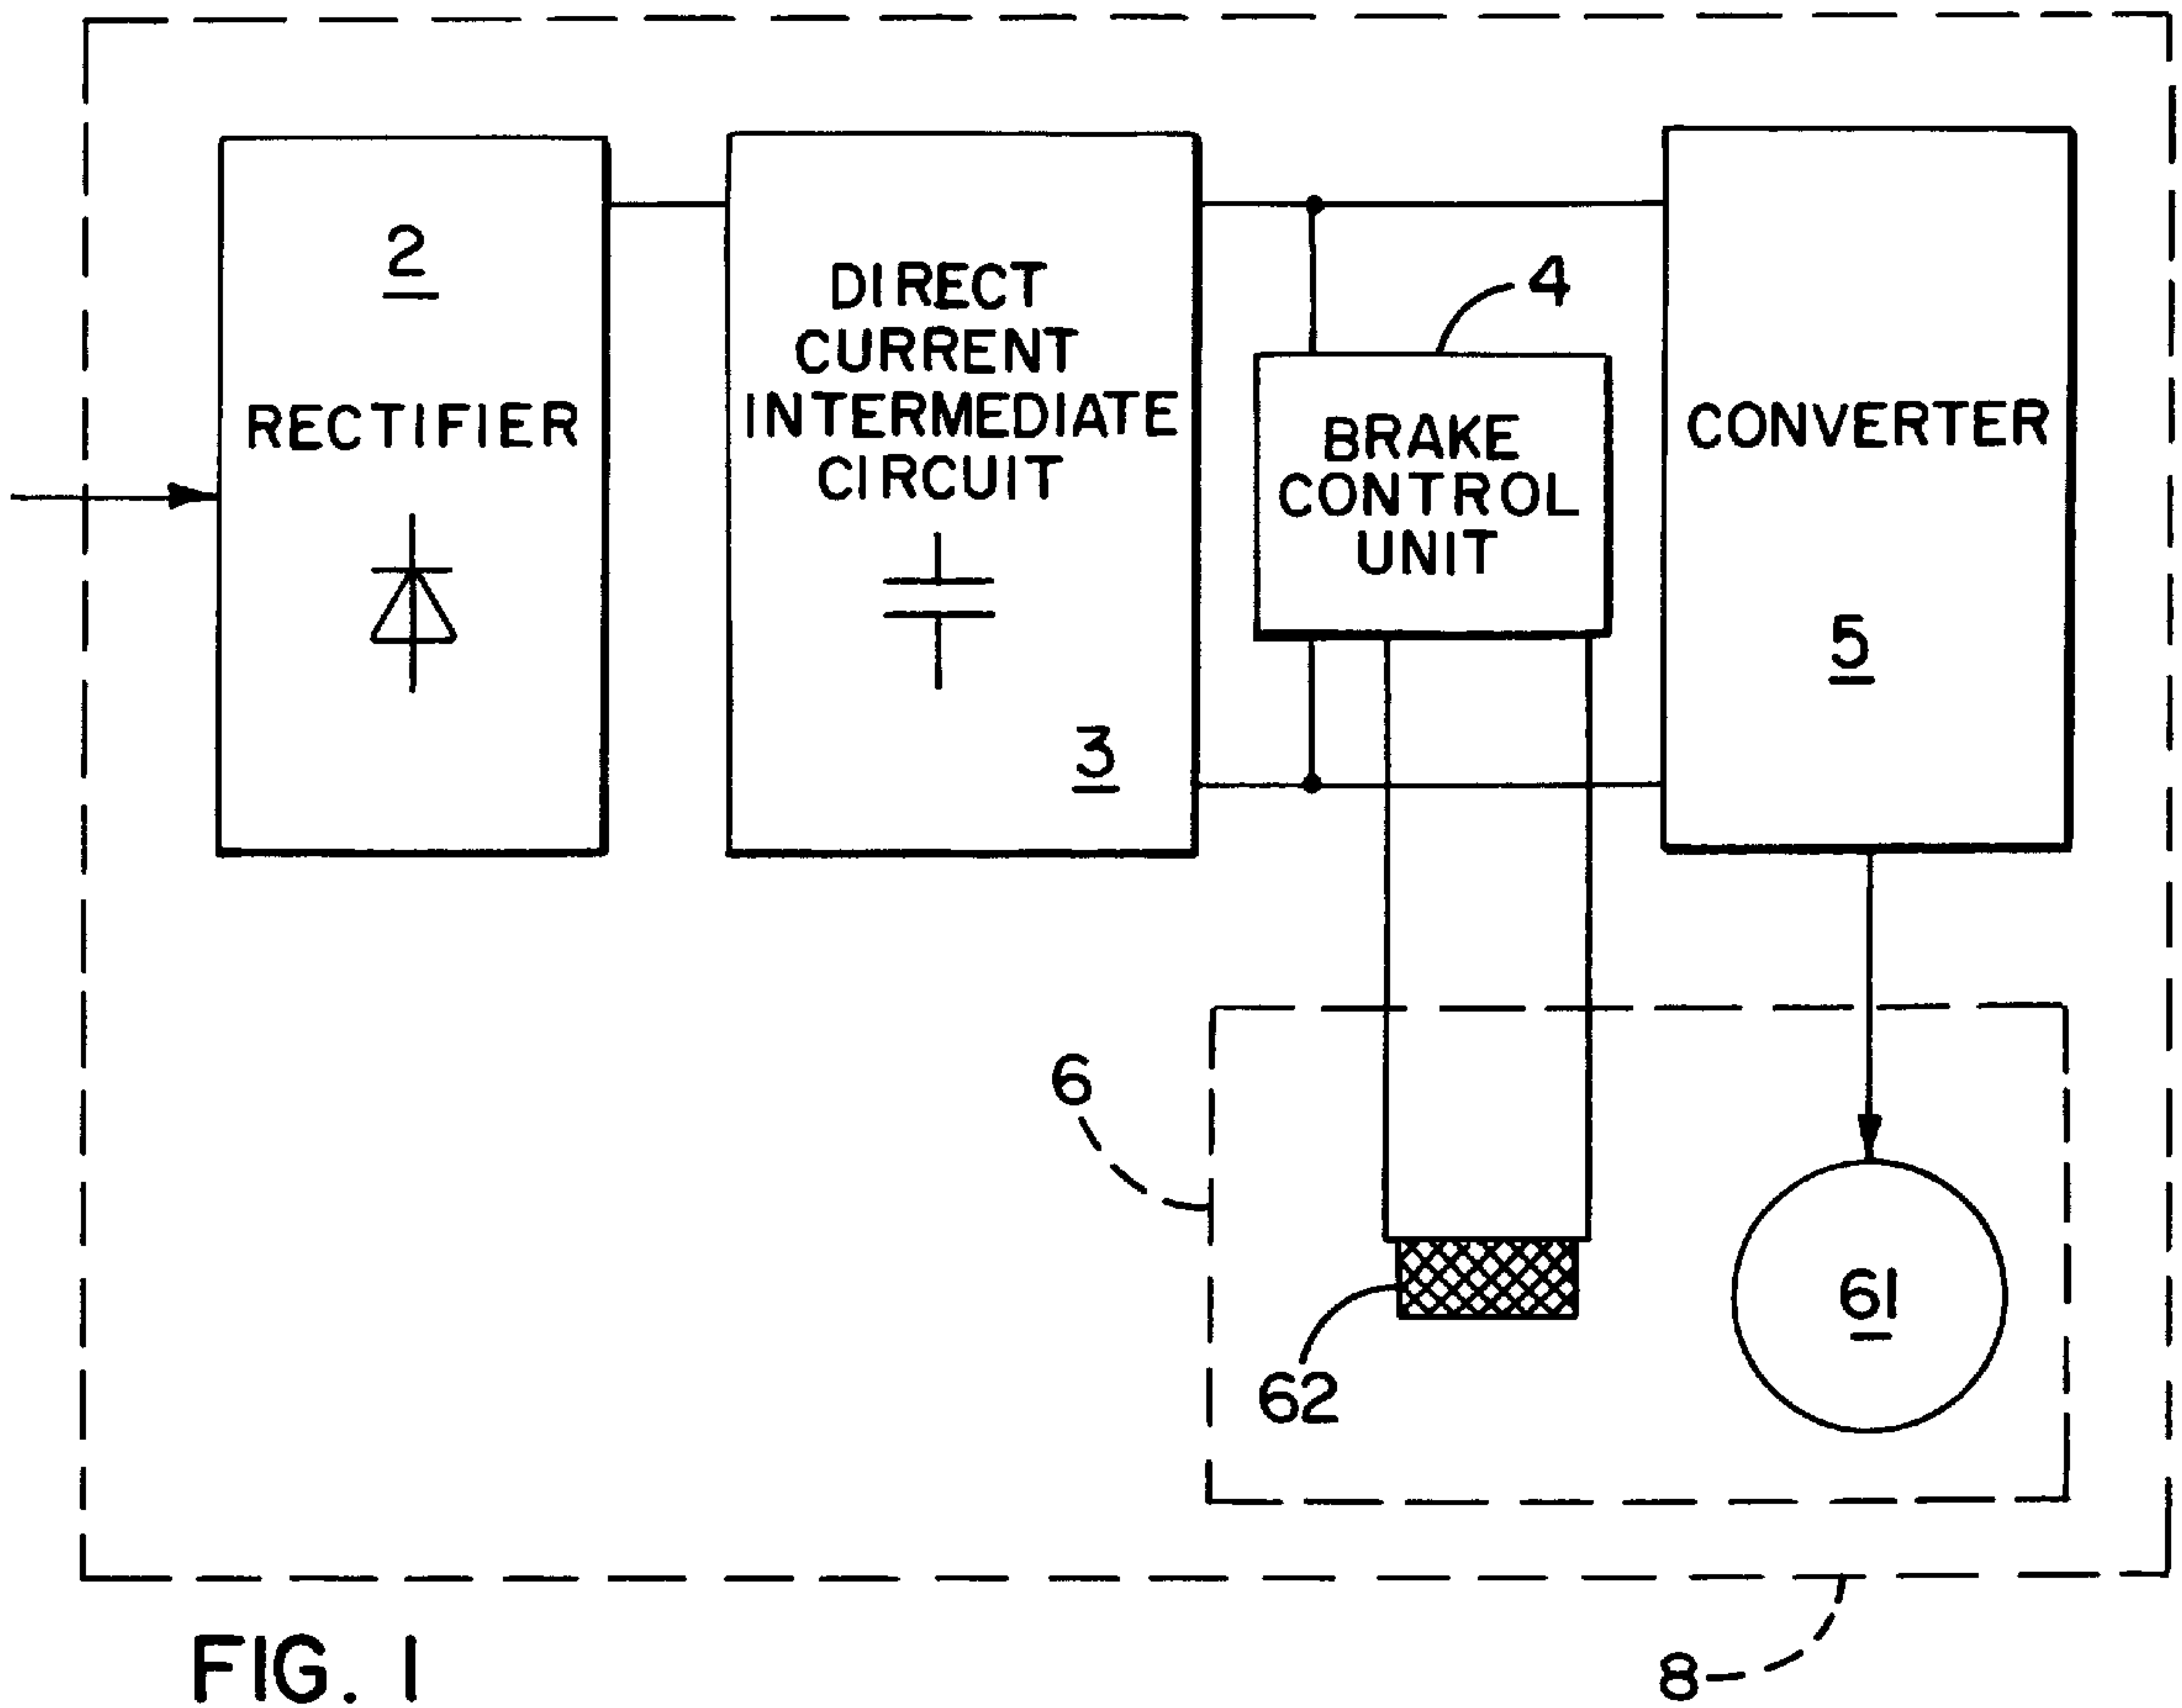 2
RECTIFIER
DIRECT
CURRENT
INTERMEDIATE
CIRCUIT
3
4
BRAKE
CONTROL
UNIT
CONVERTER
5
6
62
61
8
FIG. 1